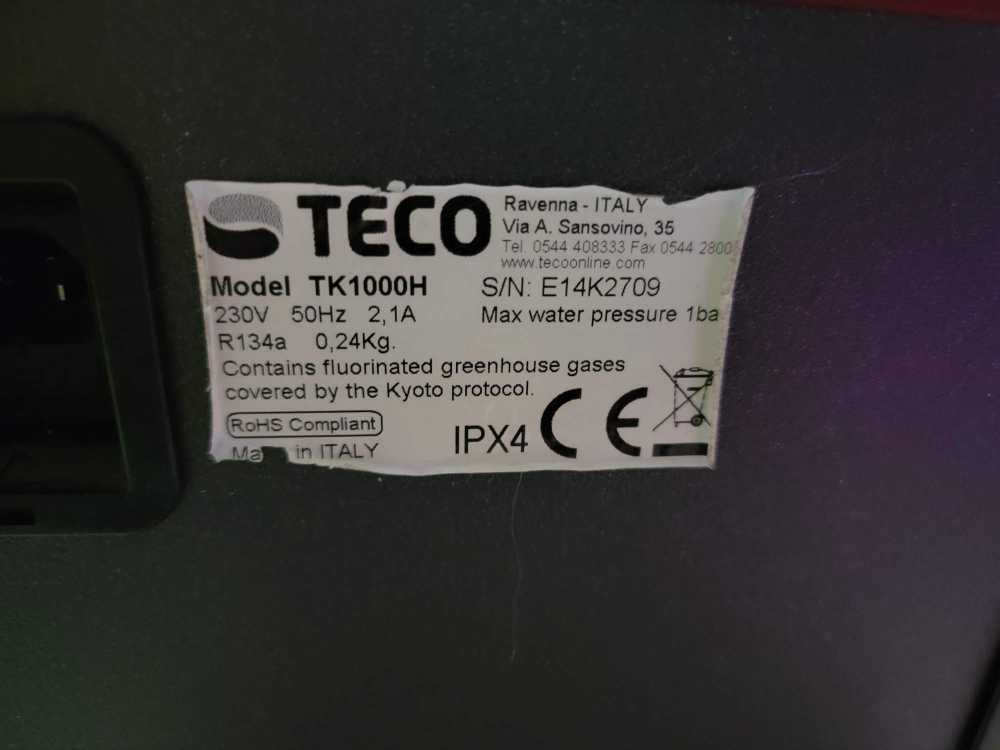 TECO
Ravenna - ITALY
Via A. Sansovino, 35
Tel. 0544 408333 Fax 0544 2800
www.tecoonline.com
Model TK1000H
S/N: E14K2709
230V 50Hz 2,1A
Max water pressure 1ba
R134a 0,24Kg.
Contains fluorinated greenhouse gases
covered by the Kyoto protocol.
RoHS Compliant
IPX4 CE
in ITALY